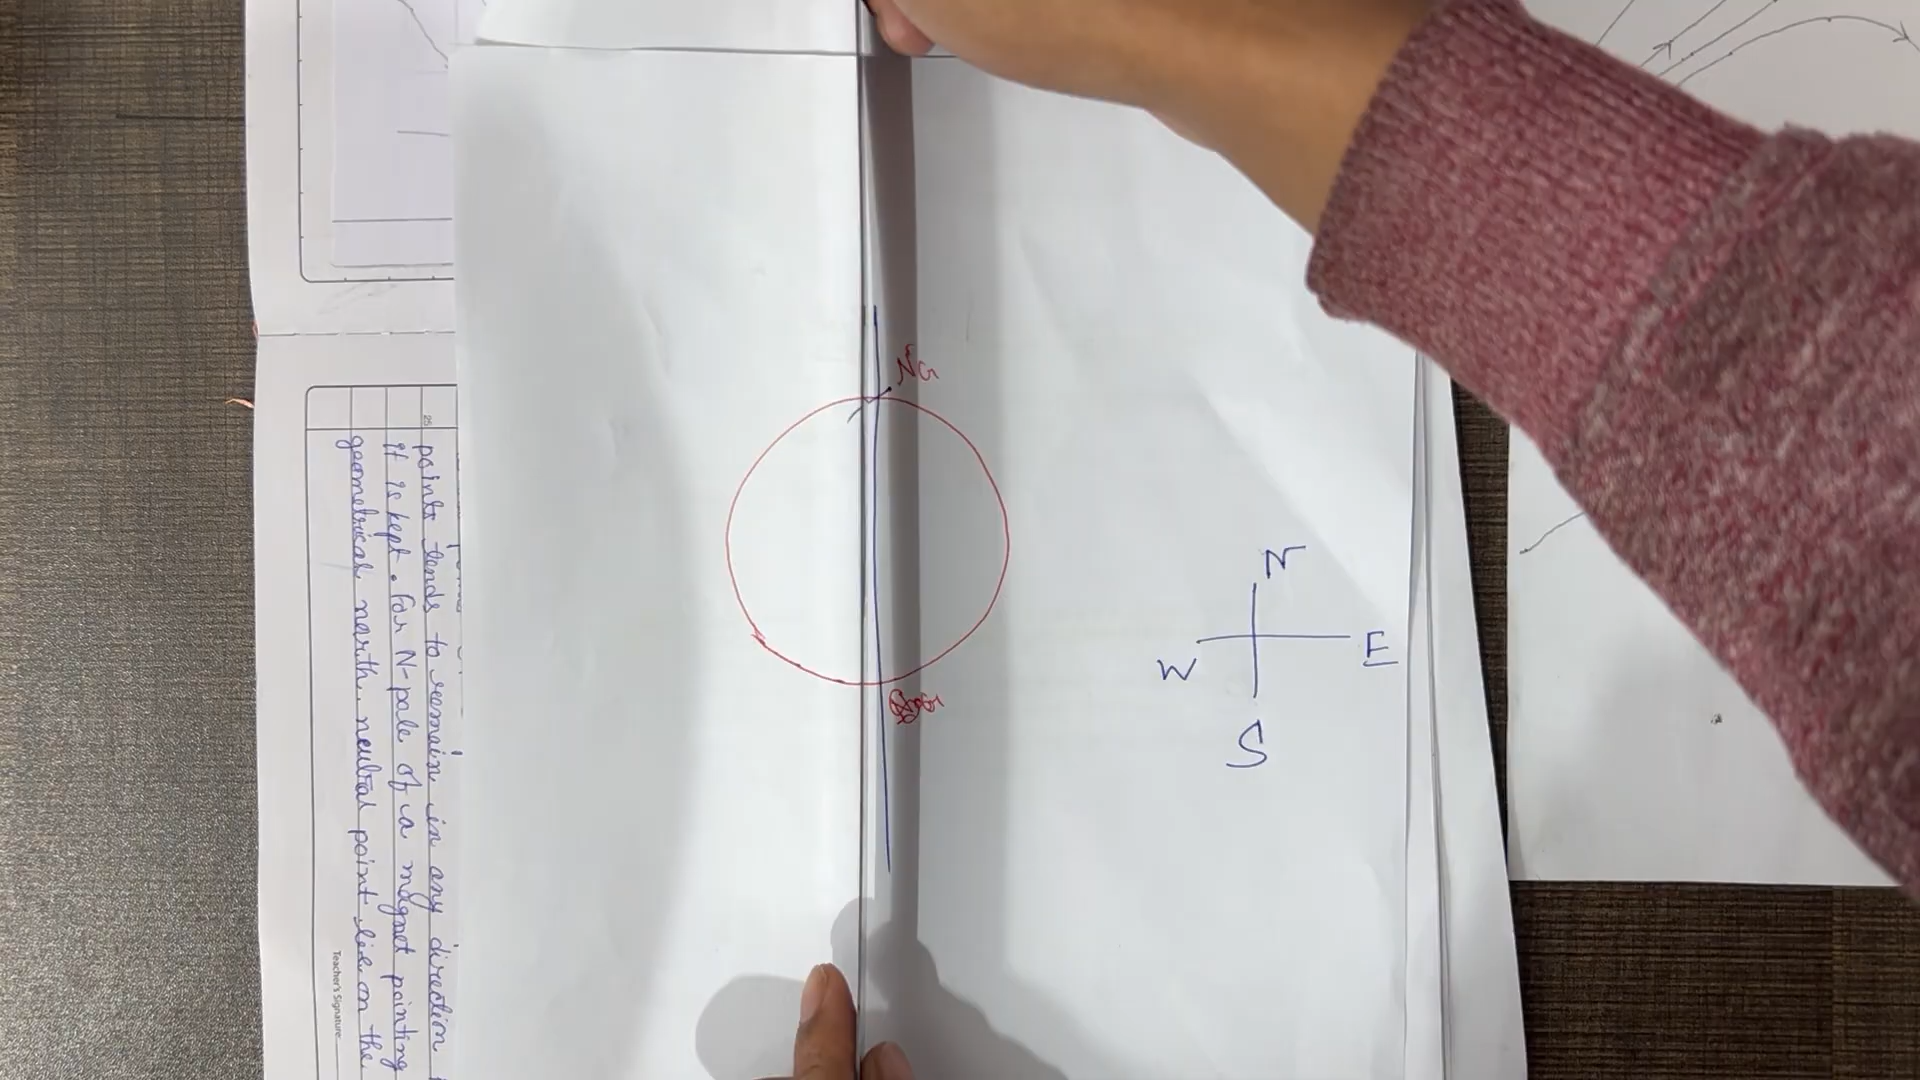 NG
N
W E
S
25
points tends to remain in any direction
it is kept. For N-pole of a magnet pointing
geometrical north, neutral point lie on the
Teacher's Signature